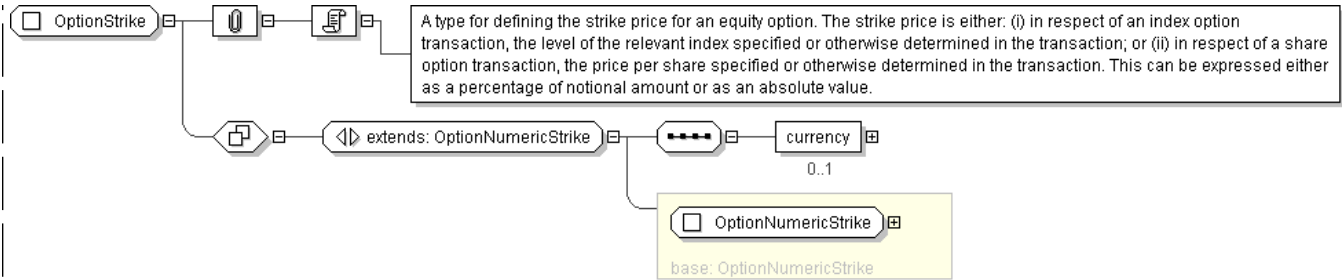 OptionStrike
A type for defining the strike price for an equity option. The strike price is either: (i) in respect of an index option
transaction, the level of the relevant index specified or otherwise determined in the transaction; or (ii) in respect of a share
option transaction, the price per share specified or otherwise determined in the transaction. This can be expressed either
as a percentage of notional amount or as an absolute value.
extends: OptionNumericStrike
currency
0..1
OptionNumericStrike
base: OptionNumericStrike